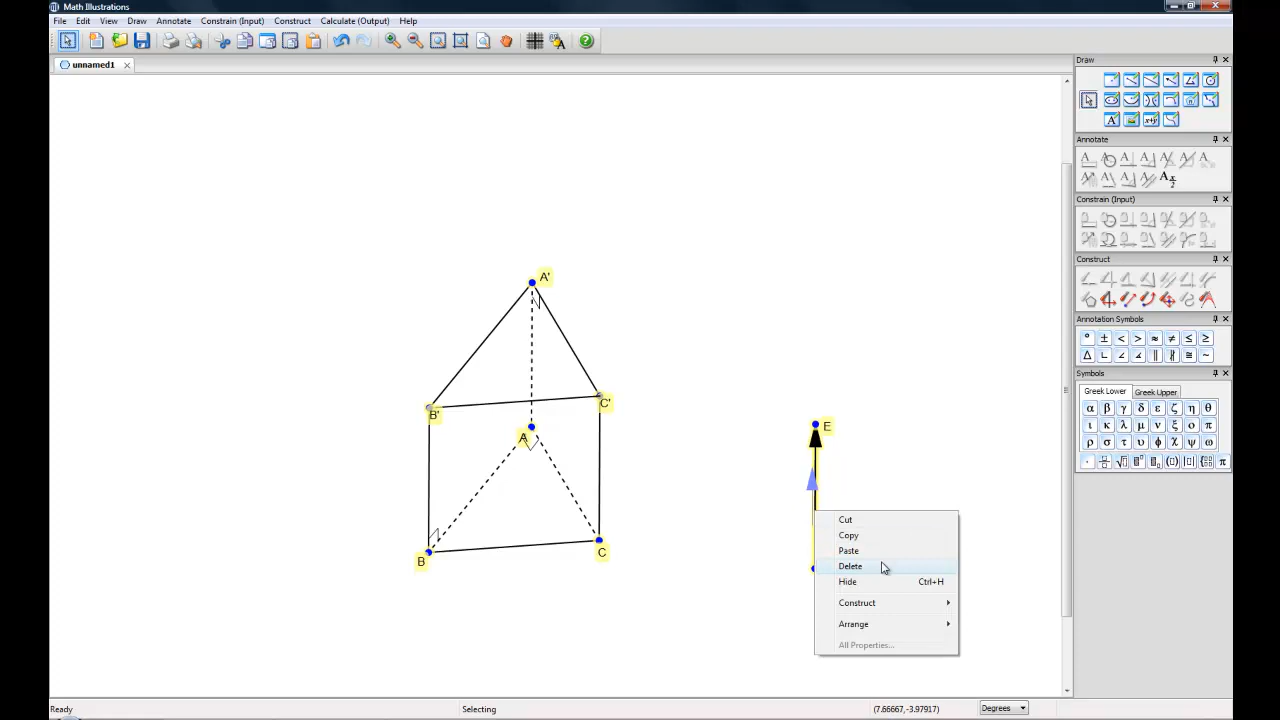 Math Illustrations
File Edit View Draw Annotate Constrain (Input) Construct Calculate (Output) Help
unnamed1
Draw
Annotate
Constrain (Input)
Construct
Annotation Symbols
° ± < > ≈ ≠ ≤ ≥
Δ ∟ ∠ ∡ ∥ ∦ ≅ ~
Symbols
Greek Lower Greek Upper
α β γ δ ε ζ η θ
ι κ λ μ ν ξ ο π
ρ σ τ υ φ χ ψ ω
A'
B'
C'
A
B
C
E
Cut
Copy
Paste
Delete
Hide Ctrl+H
Construct
Arrange
All Properties...
Ready Selecting (7.66667,-3.97917) Degrees